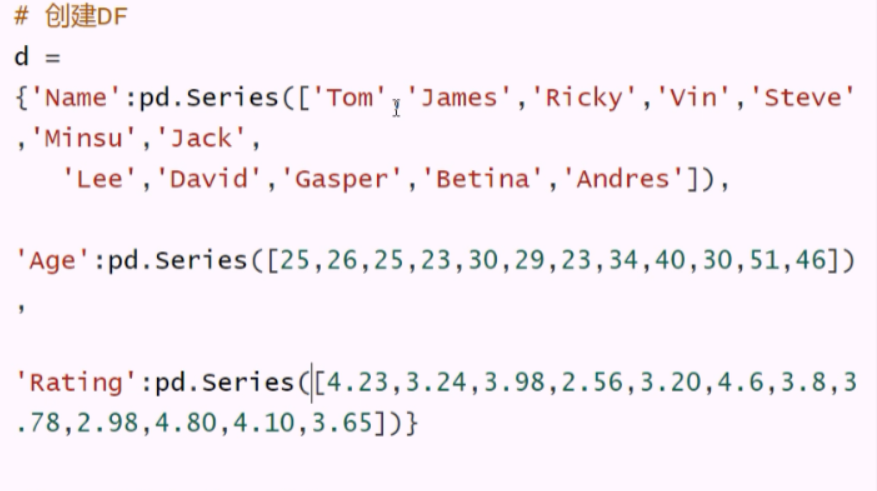 # 创建DF
d =
{'Name':pd.Series(['Tom','James','Ricky','Vin','Steve'
,'Minsu','Jack',
'Lee','David','Gasper','Betina','Andres']),
'Age':pd.Series([25,26,25,23,30,29,23,34,40,30,51,46])
,
'Rating':pd.Series([4.23,3.24,3.98,2.56,3.20,4.6,3.8,3
.78,2.98,4.80,4.10,3.65])}